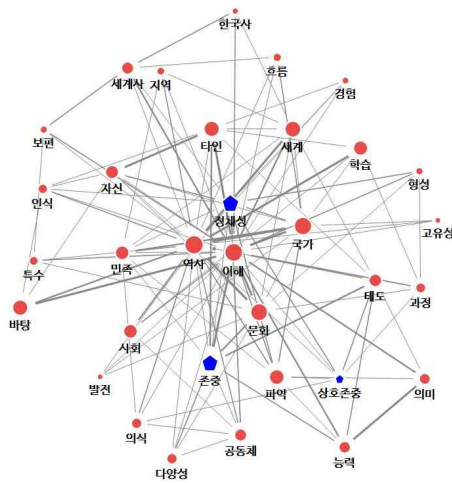 한국사
흐름
세계사
지역
경험
보편
타인
세계
학습
자신
형성
인식
정체성
고유성
국가
역사
이해
민족
특수
태도
과정
바탕
문화
사회
존중
발전
파악
상호존중
의미
의식
공동체
능력
다양성